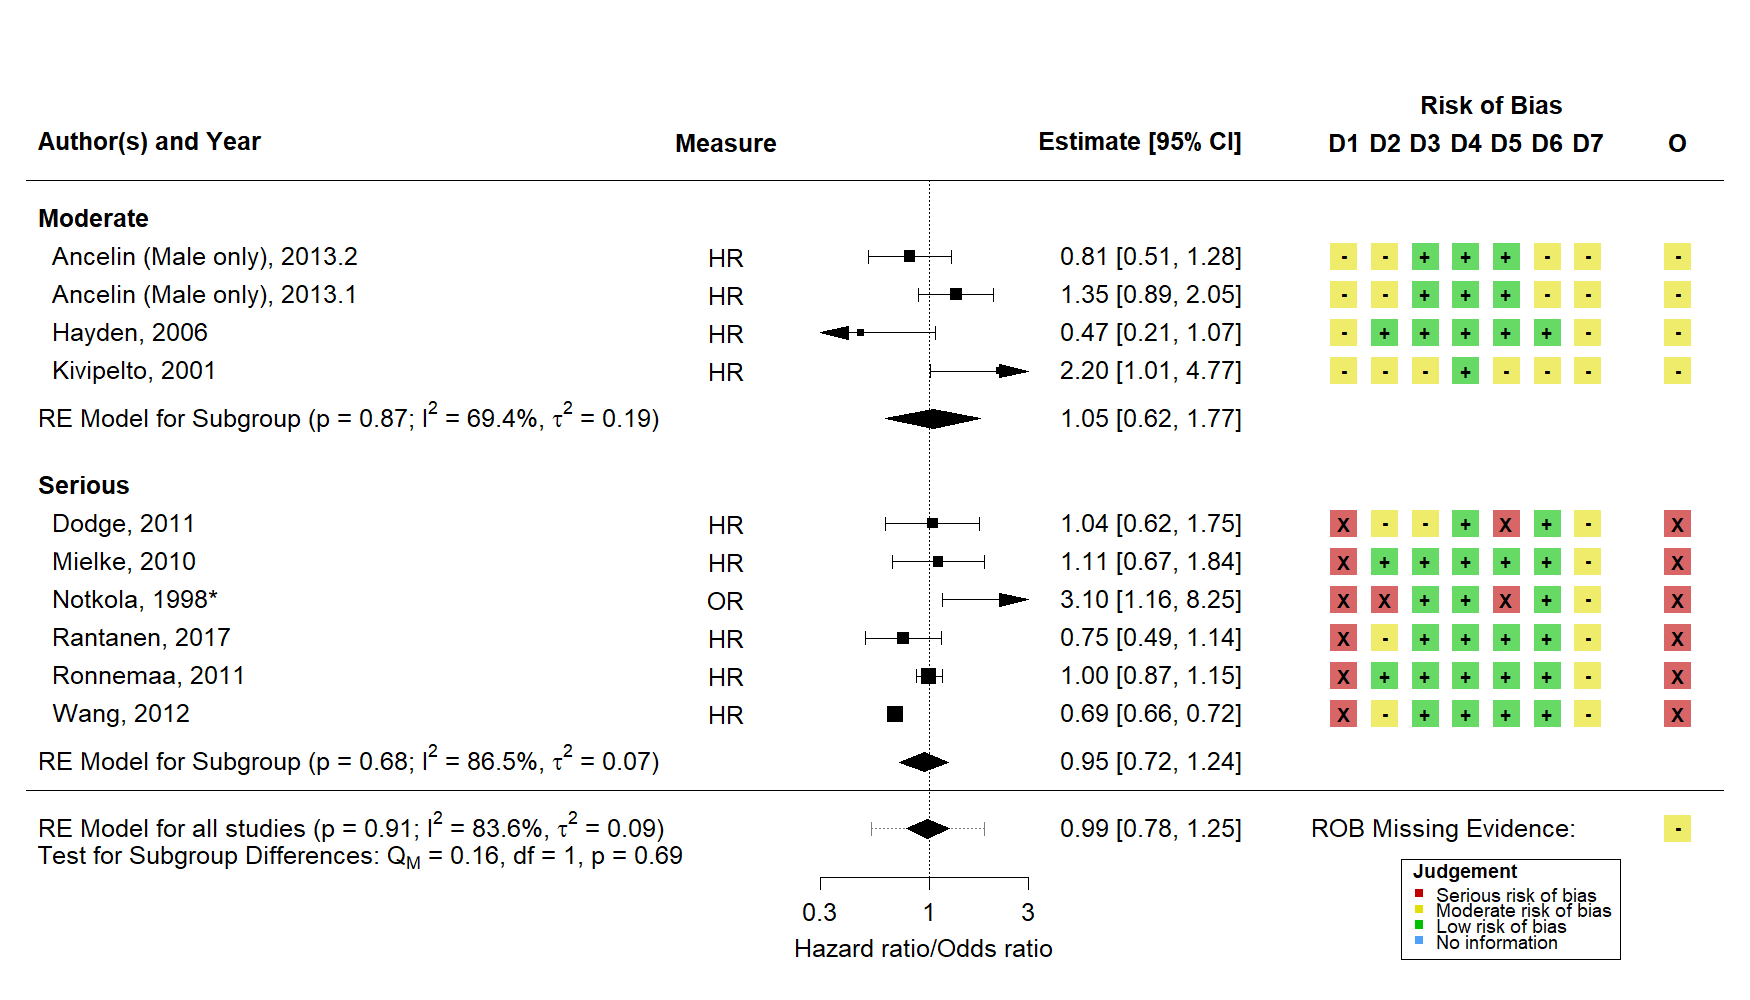 Risk of Bias
Author(s) and Year Measure Estimate [95% CI] D1 D2 D3 D4 D5 D6 D7 O
Moderate
Ancelin (Male only), 2013.2 HR 0.81 [0.51, 1.28] - - + + + - - -
Ancelin (Male only), 2013.1 HR 1.35 [0.89, 2.05] - - + + + - - -
Hayden, 2006 HR 0.47 [0.21, 1.07] - + + + + + - -
Kivipelto, 2001 HR 2.20 [1.01, 4.77] - - - + - - - -
RE Model for Subgroup (p = 0.87; I² = 69.4%, τ² = 0.19) 1.05 [0.62, 1.77]
Serious
Dodge, 2011 HR 1.04 [0.62, 1.75] X - - + X + - X
Mielke, 2010 HR 1.11 [0.67, 1.84] X + + + + + - X
Notkola, 1998* OR 3.10 [1.16, 8.25] X X + + X + - X
Rantanen, 2017 HR 0.75 [0.49, 1.14] X - + + + + - X
Ronnemaa, 2011 HR 1.00 [0.87, 1.15] X + + + + + - X
Wang, 2012 HR 0.69 [0.66, 0.72] X - + + + + - X
RE Model for Subgroup (p = 0.68; I² = 86.5%, τ² = 0.07) 0.95 [0.72, 1.24]
RE Model for all studies (p = 0.91; I² = 83.6%, τ² = 0.09) 0.99 [0.78, 1.25] ROB Missing Evidence: -
Test for Subgroup Differences: Q_M = 0.16, df = 1, p = 0.69
0.3 1 3
Hazard ratio/Odds ratio
Judgement
Serious risk of bias
Moderate risk of bias
Low risk of bias
No information